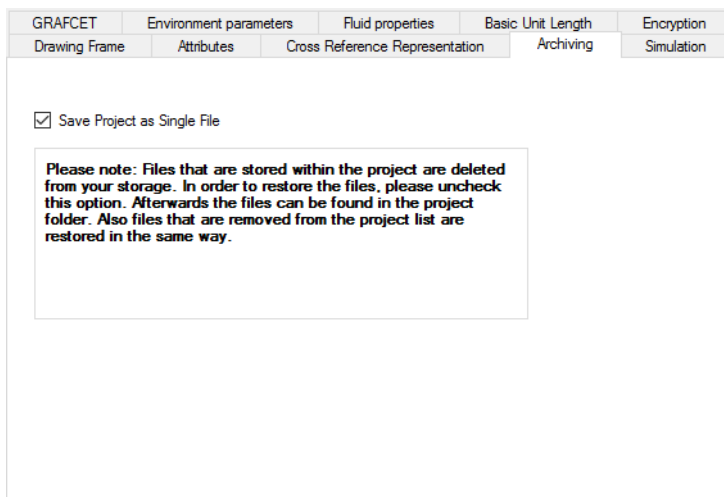 GRAFCET Environment parameters Fluid properties Basic Unit Length Encryption
Drawing Frame Attributes Cross Reference Representation Archiving Simulation
Save Project as Single File
Please note: Files that are stored within the project are deleted
from your storage. In order to restore the files, please uncheck
this option. Afterwards the files can be found in the project
folder. Also files that are removed from the project list are
restored in the same way.